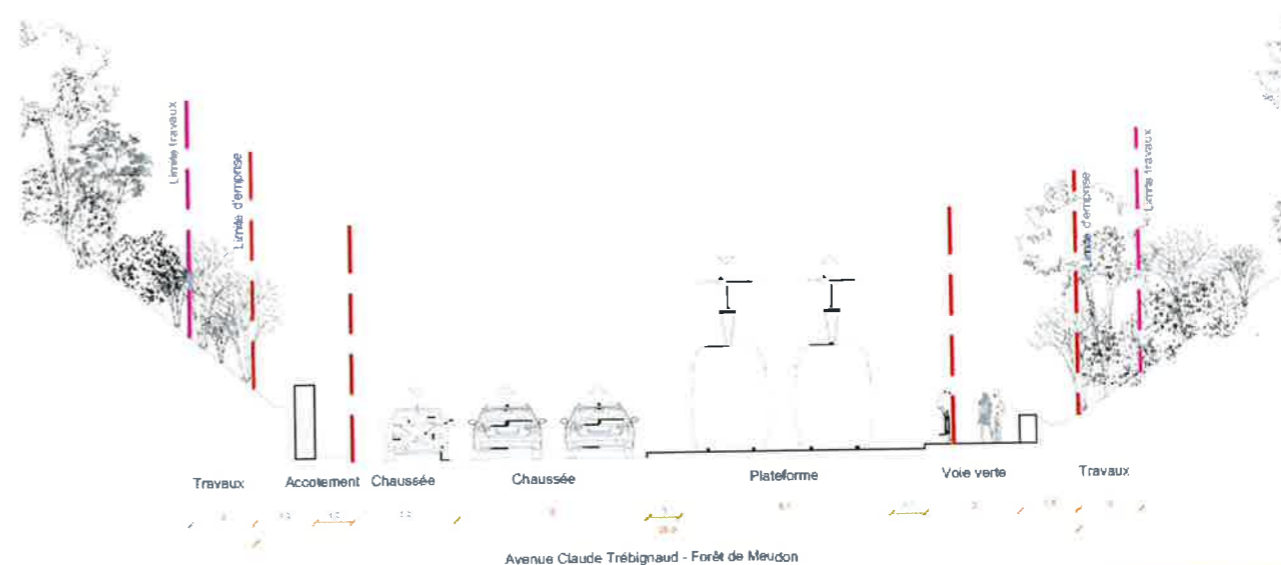 Limite travaux
Limite d'emprise
Limite d'emprise
Limite travaux
Travaux
Accotement
Chaussée
Chaussée
Plateforme
Voie verte
Travaux
Avenue Claude Trébignaud - Forêt de Meudon